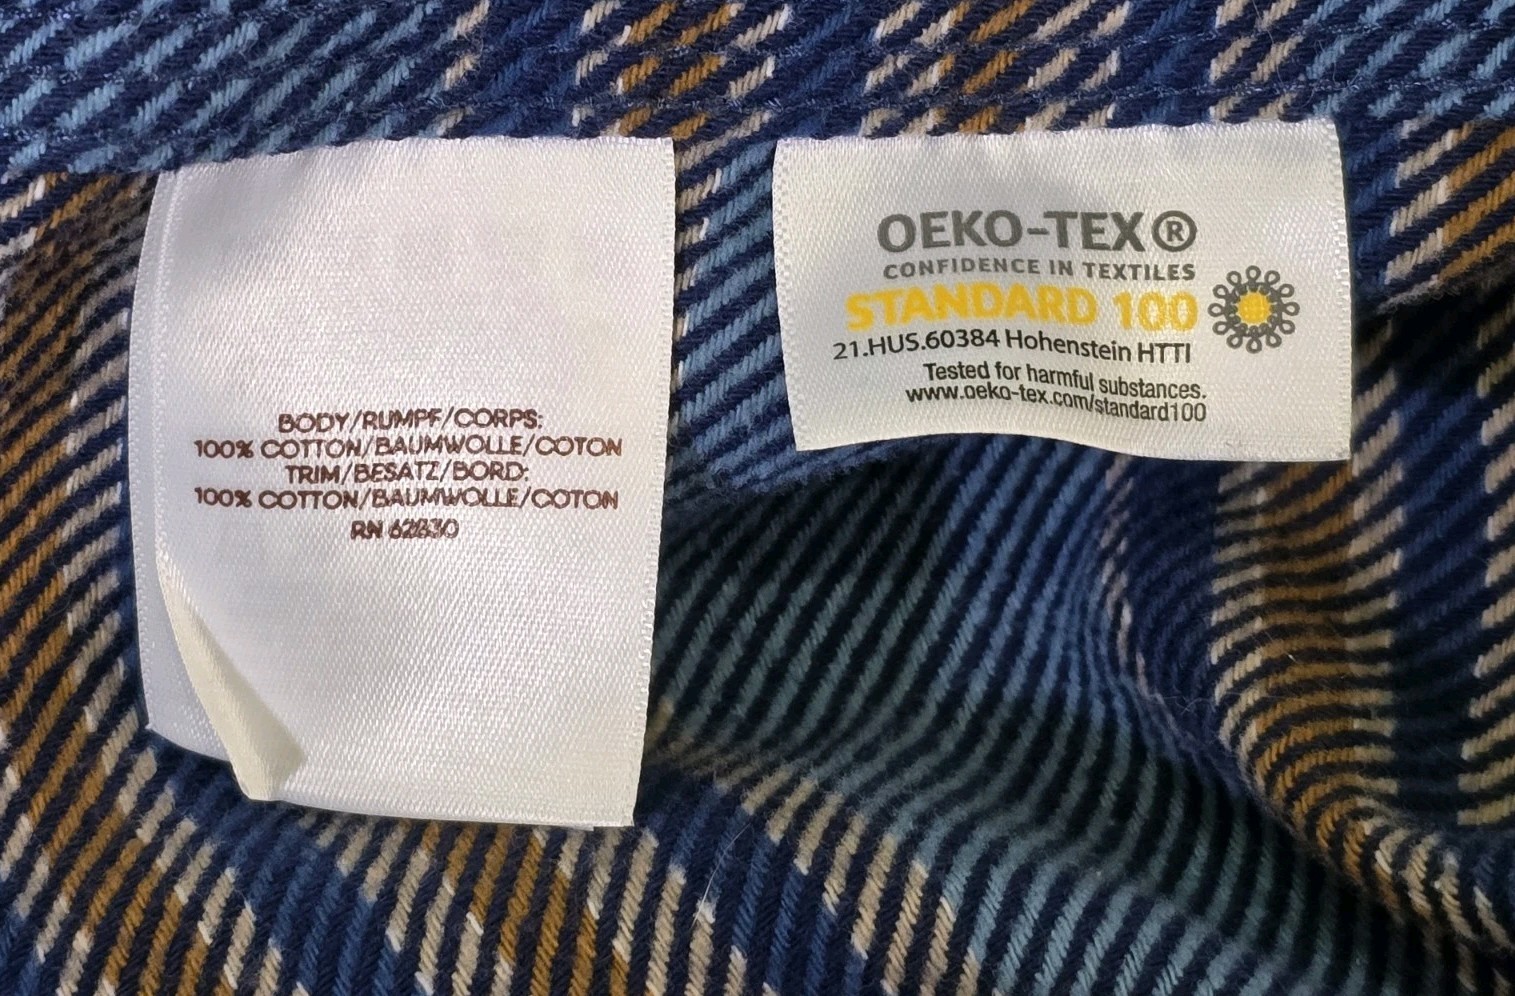 BODY/RUMPF/CORPS:
100% COTTON/BAUMWOLLE/COTON
TRIM/BESATZ/BORD:
100% COTTON/BAUMWOLLE/COTON
RN 62830
OEKO-TEX®
CONFIDENCE IN TEXTILES
STANDARD 100
21.HUS.60384 Hohenstein HTTI
Tested for harmful substances.
www.oeko-tex.com/standard100